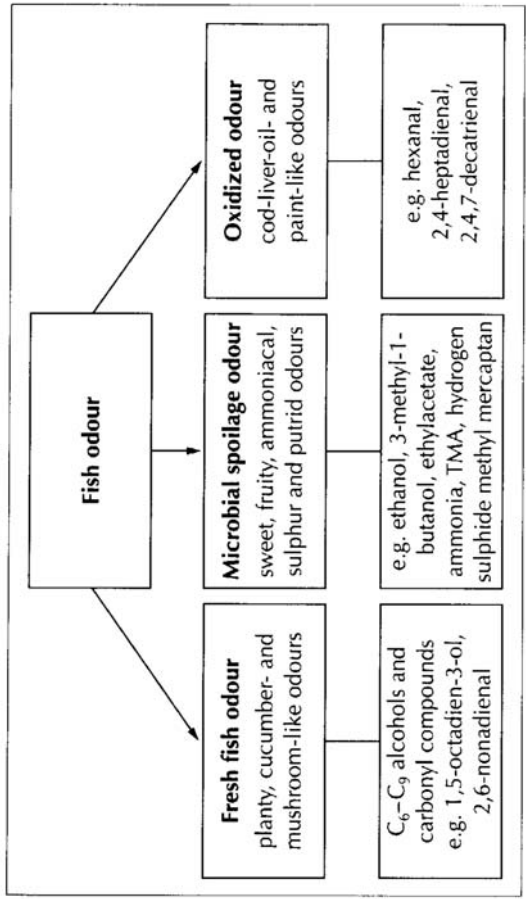 Fish odour
Fresh fish odour
planty, cucumber- and
mushroom-like odours
Microbial spoilage odour
sweet, fruity, ammoniacal,
sulphur and putrid odours
Oxidized odour
cod-liver-oil- and
paint-like odours
C₆–C₉ alcohols and
carbonyl compounds
e.g. 1,5-octadien-3-ol,
2,6-nonadienal
e.g. ethanol, 3-methyl-1-
butanol, ethylacetate,
ammonia, TMA, hydrogen
sulphide methyl mercaptan
e.g. hexanal,
2,4-heptadienal,
2,4,7-decatrienal